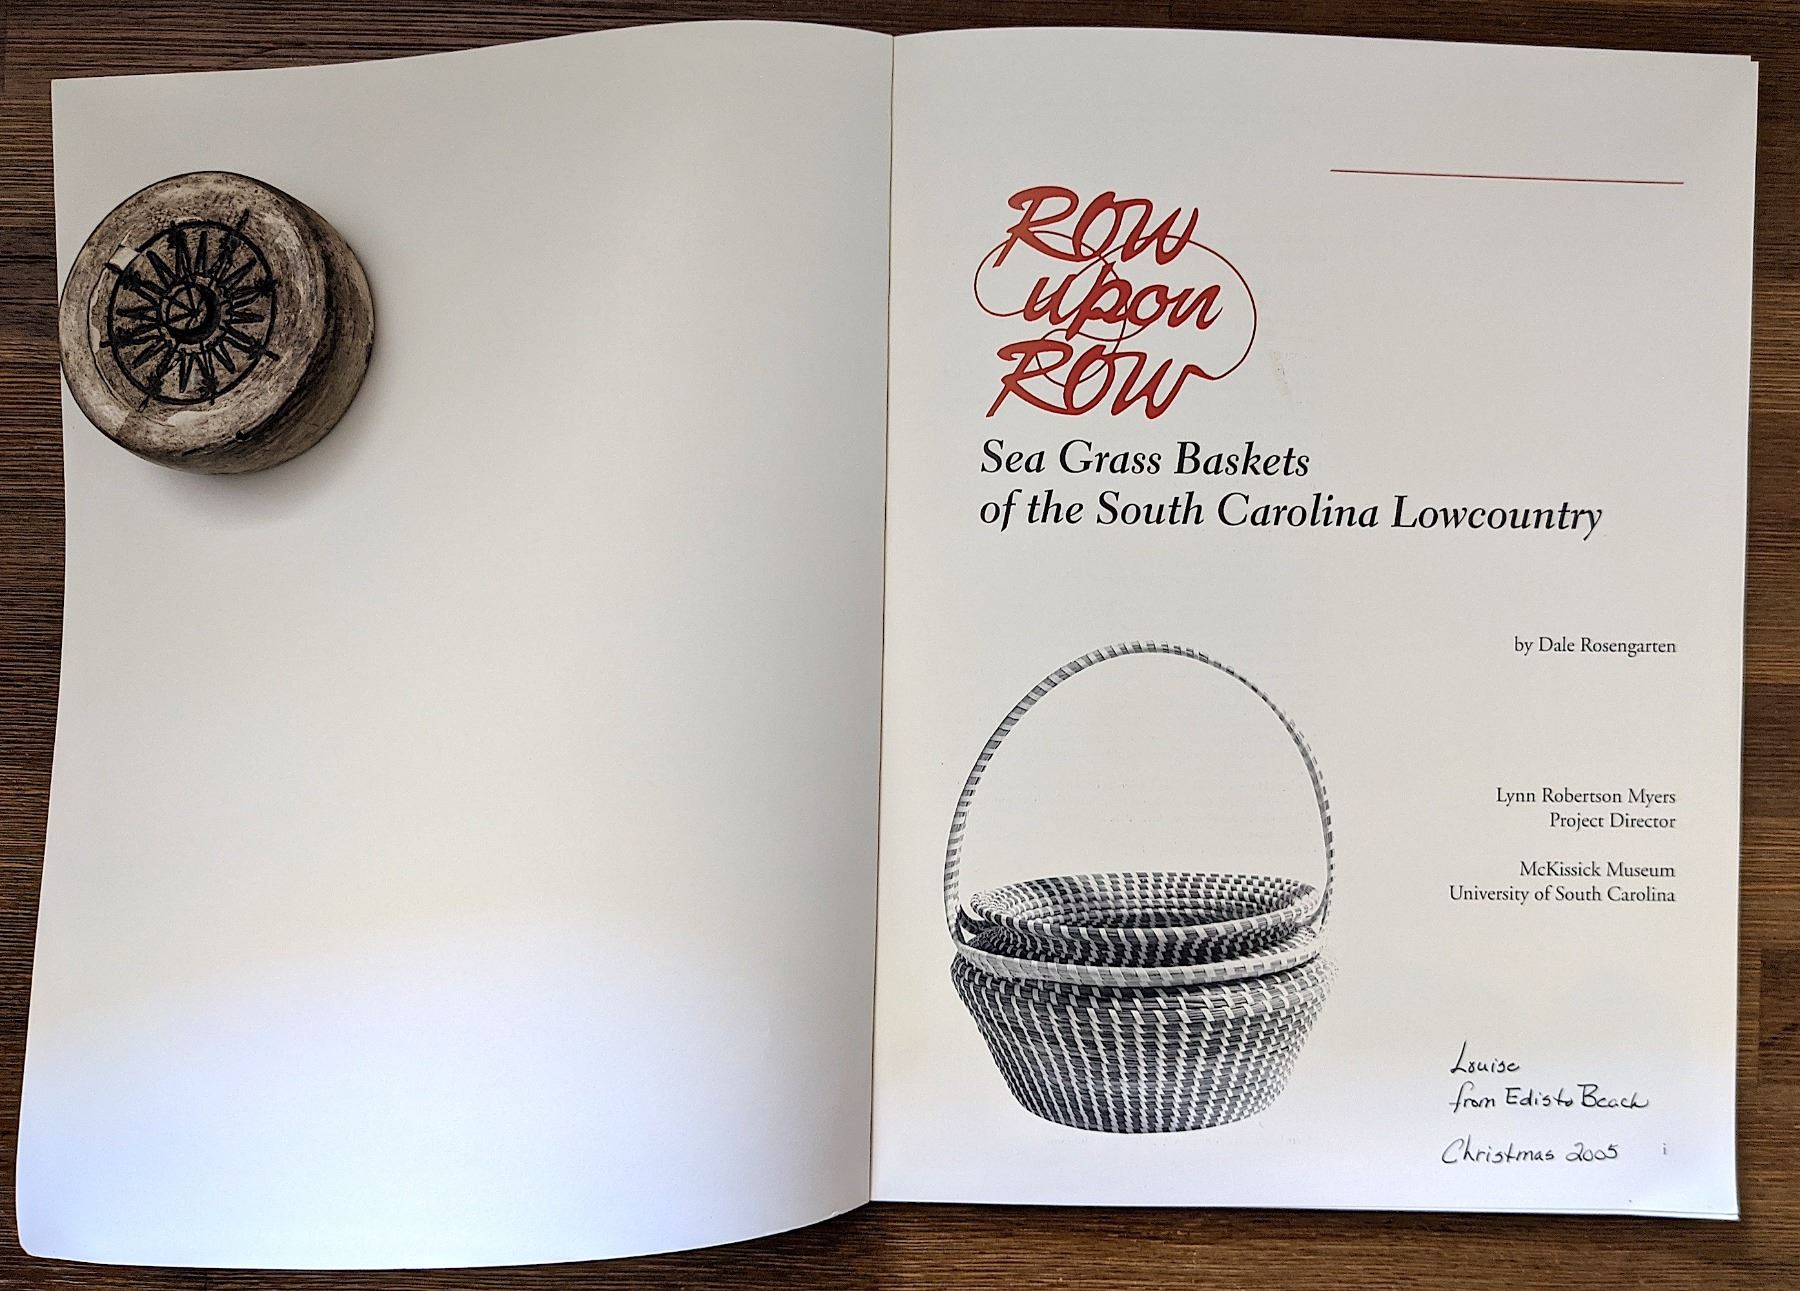 Row
upon
Row
Sea Grass Baskets
of the South Carolina Lowcountry
by Dale Rosengarten
Lynn Robertson Myers
Project Director
McKissick Museum
University of South Carolina
Louise
from Edisto Beach
Christmas 2005
i